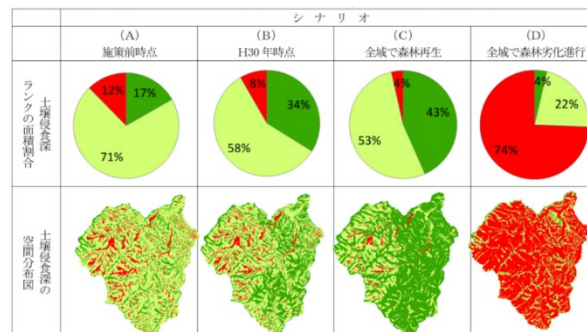 シナリオ
(A)
施策前時点
(B)
H30年時点
(C)
全域で森林再生
(D)
全域で森林劣化進行
土壌侵食深
ランクの面積割合
12%
17%
71%
8%
34%
58%
4%
43%
53%
4%
22%
74%
土壌侵食深の
空間分布図